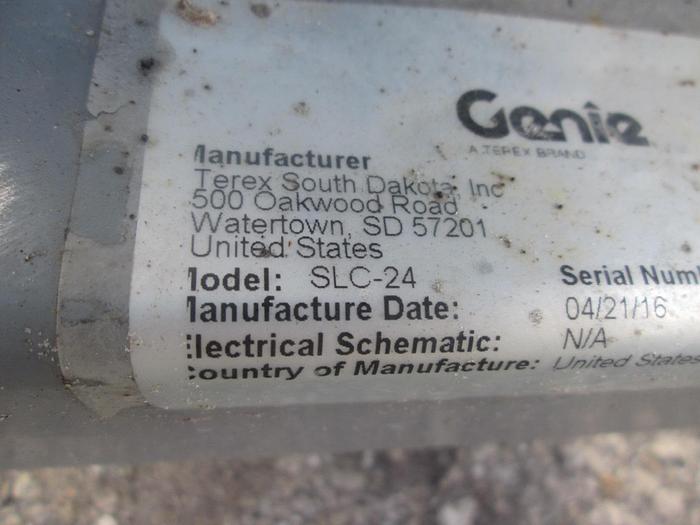 Genie
A TEREX BRAND
Manufacturer
Terex South Dakota, Inc
500 Oakwood Road
Watertown, SD 57201
United States
Model: SLC-24 Serial Num
Manufacture Date: 04/21/16
Electrical Schematic: N/A
Country of Manufacture: United States